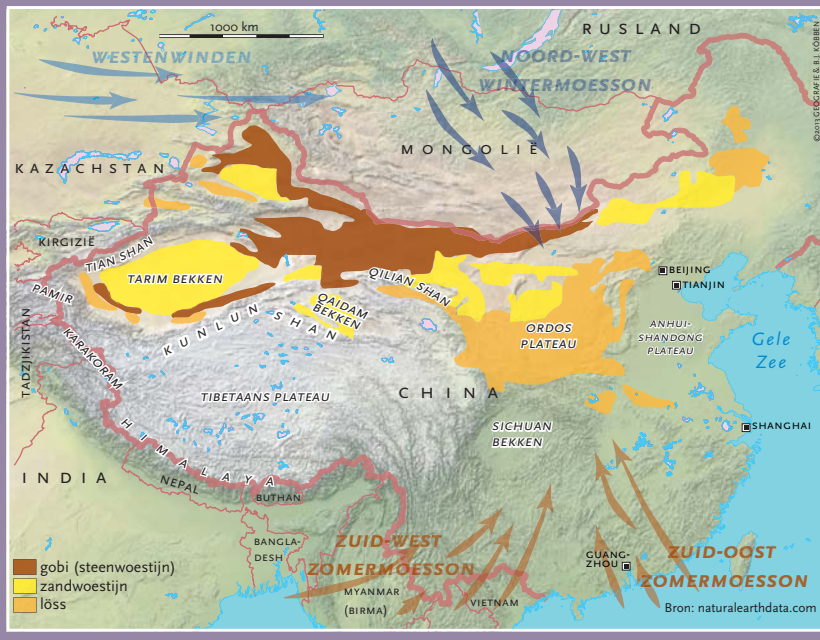 1000 km
RUSLAND
WESTENWINDEN
NOORD-WEST
WINTERMOESSON
©2013 GEOGRAFIE & B.J. KÖBBEN
MONGOLIË
KAZACHSTAN
KIRGIZIË
TIAN SHAN
TARIM BEKKEN
PAMIR
QILIAN SHAN
QAIDAM
BEKKEN
BEIJING
TIANJIN
KUNLUN SHAN
ORDOS
PLATEAU
ANHUI-
SHANDONG
PLATEAU
Gele
Zee
TADZJIKISTAN
KARAKORAM
TIBETAANS PLATEAU
CHINA
SICHUAN
BEKKEN
SHANGHAI
HIMALAYA
INDIA
NEPAL
BUTHAN
BANGLA-
DESH
ZUID-WEST
ZOMERMOESSON
MYANMAR
(BIRMA)
VIETNAM
GUANG-
ZHOU
ZUID-OOST
ZOMERMOESSON
gobi (steenwoestijn)
zandwoestijn
löss
Bron: naturalearthdata.com